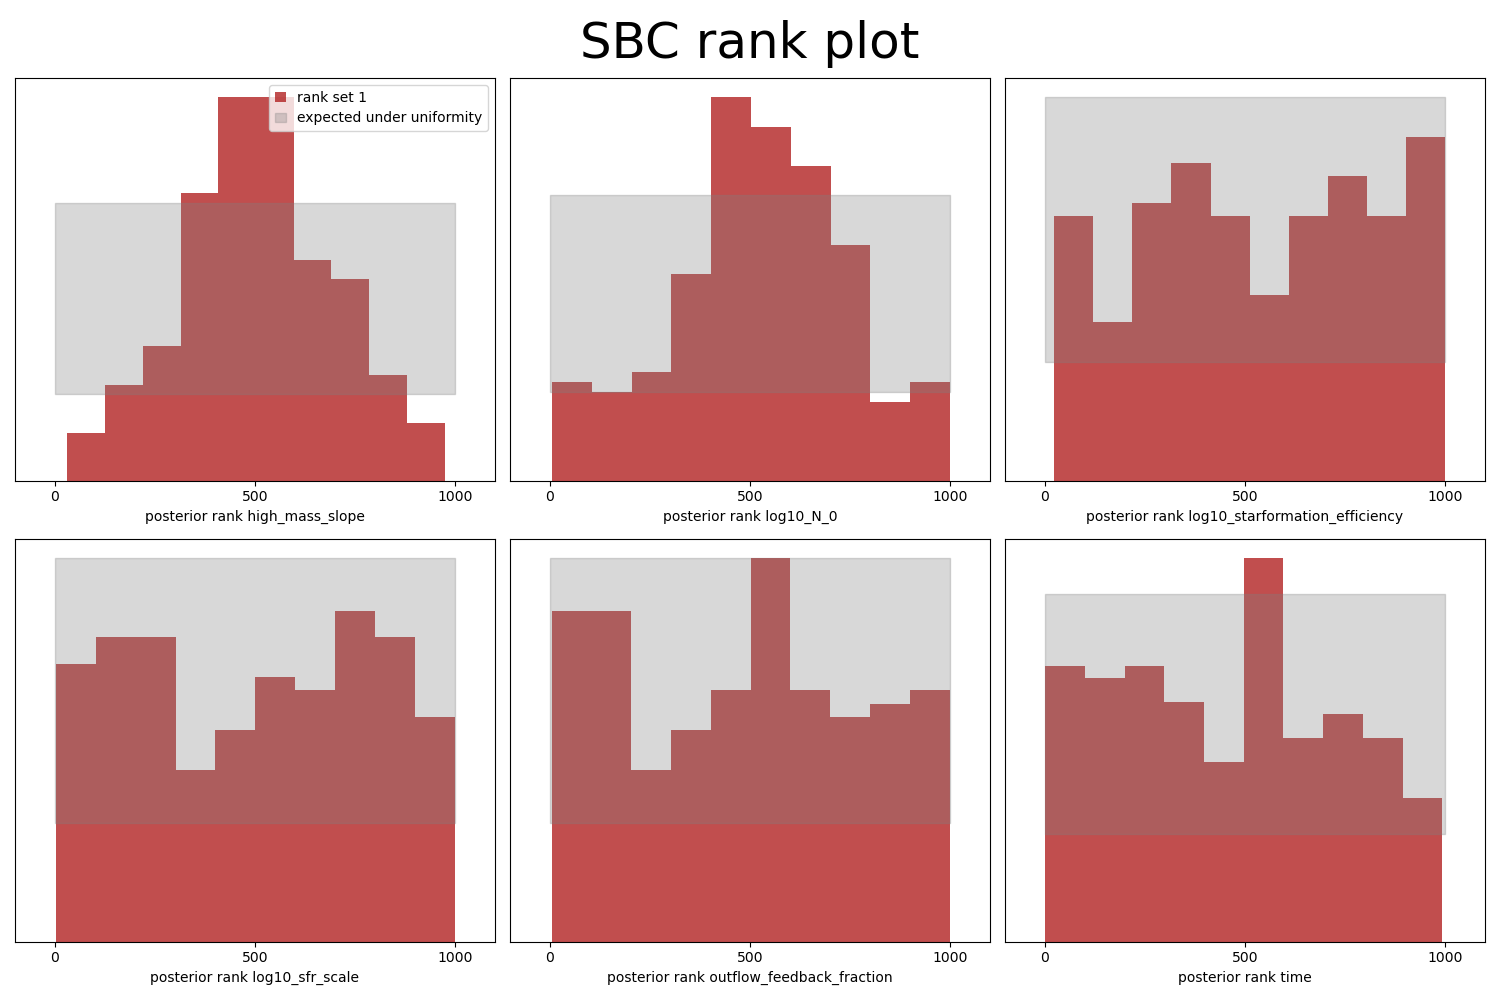 SBC rank plot
rank set 1
expected under uniformity
0 500 1000
posterior rank high_mass_slope
0 500 1000
posterior rank log10_N_0
0 500 1000
posterior rank log10_starformation_efficiency
0 500 1000
posterior rank log10_sfr_scale
0 500 1000
posterior rank outflow_feedback_fraction
0 500 1000
posterior rank time